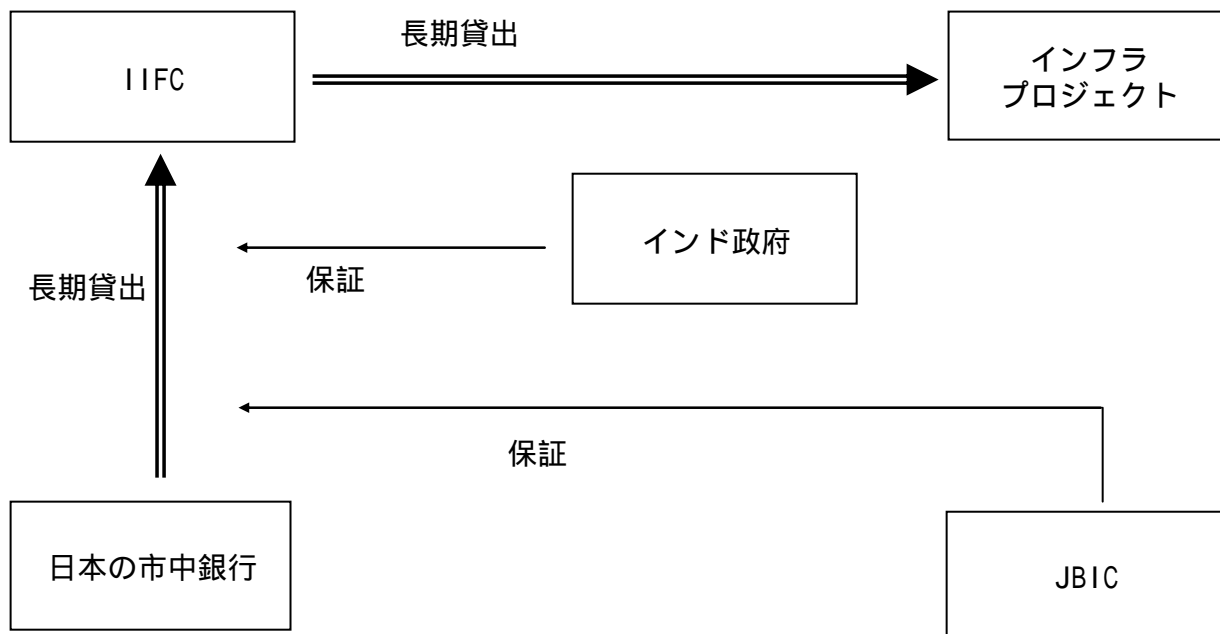 長期貸出
IIFC
インフラ
プロジェクト
インド政府
保証
長期貸出
保証
日本の市中銀行
JBIC